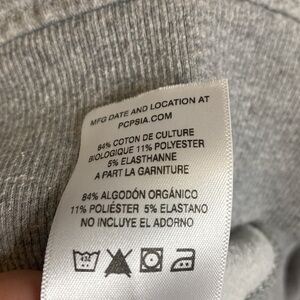 MFG DATE AND LOCATION AT
PCPSIA.COM
84% COTON DE CULTURE
BIOLOGIQUE 11% POLYESTER
5% ELASTHANNE
A PART LA GARNITURE
84% ALGODÓN ORGÁNICO
11% POLIÉSTER 5% ELASTANO
NO INCLUYE EL ADORNO